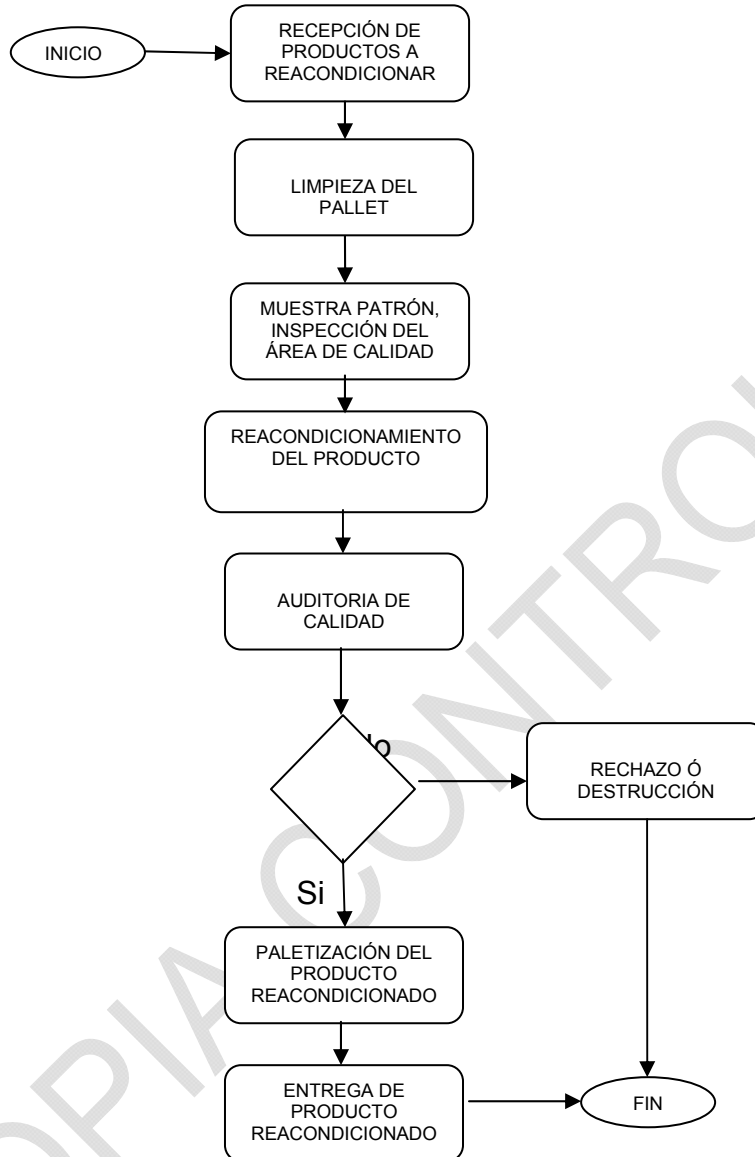 INICIO
RECEPCIÓN DE
PRODUCTOS A
REACONDICIONAR
LIMPIEZA DEL
PALLET
MUESTRA PATRÓN,
INSPECCIÓN DEL
ÁREA DE CALIDAD
REACONDICIONAMIENTO
DEL PRODUCTO
AUDITORIA DE
CALIDAD
RECHAZO Ó
DESTRUCCIÓN
Si
PALETIZACIÓN DEL
PRODUCTO
REACONDICIONADO
ENTREGA DE
PRODUCTO
REACONDICIONADO
FIN